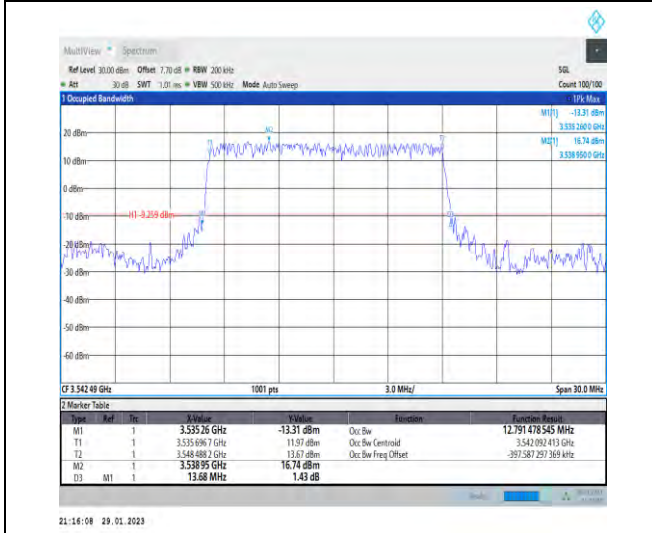 MultiView Spectrum
Ref Level 30.00 dBm Offset 7.70 dB RBW 200 kHz SGL
Att 30 dB SWT 1.01 ms VBW 500 kHz Mode Auto Sweep Count 100/100
1 Occupied Bandwidth 1Pk Max
M1[1] -13.31 dBm
3.535 260 0 GHz
M2[1] 16.74 dBm
3.538 950 0 GHz
M2
20 dBm
10 dBm
0 dBm
-10 dBm H1 -9.259 dBm
-20 dBm
-30 dBm
-40 dBm
-50 dBm
-60 dBm
CF 3.542 49 GHz 1001 pts 3.0 MHz/ Span 30.0 MHz
2 Marker Table
Type Ref Trc X-Value Y-Value Function Function Result
M1 1 3.535 26 GHz -13.31 dBm Occ Bw 12.791 478 545 MHz
T1 1 3.535 696 7 GHz 11.97 dBm Occ Bw Centroid 3.542 092 413 GHz
T2 1 3.548 488 2 GHz 13.67 dBm Occ Bw Freq Offset -397.587 297 369 kHz
M2 1 3.538 95 GHz 16.74 dBm
D3 M1 1 13.68 MHz 1.43 dB
21:16:08 29.01.2023